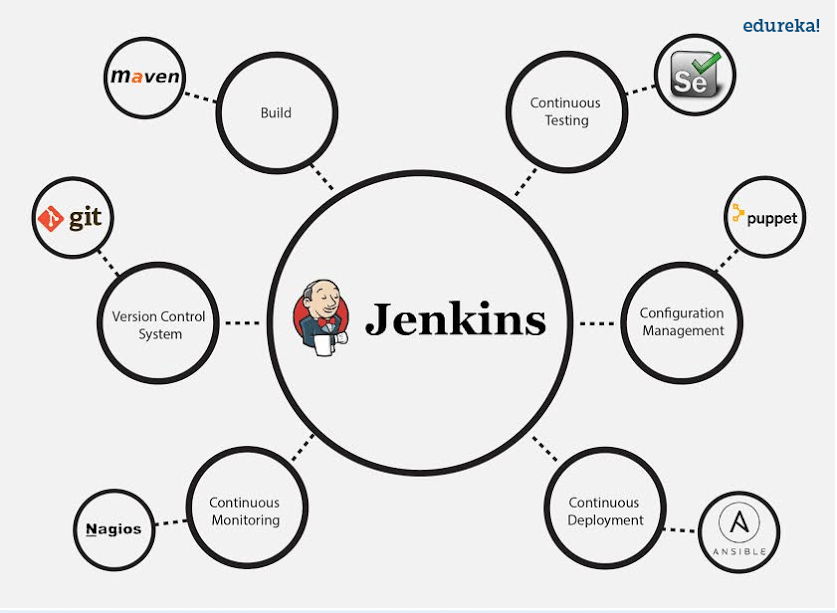 edureka!
maven
Build
Continuous
Testing
Se
git
puppet
Version Control
System
Jenkins
Configuration
Management
Continuous
Monitoring
Nagios
Continuous
Deployment
A
ANSIBLE